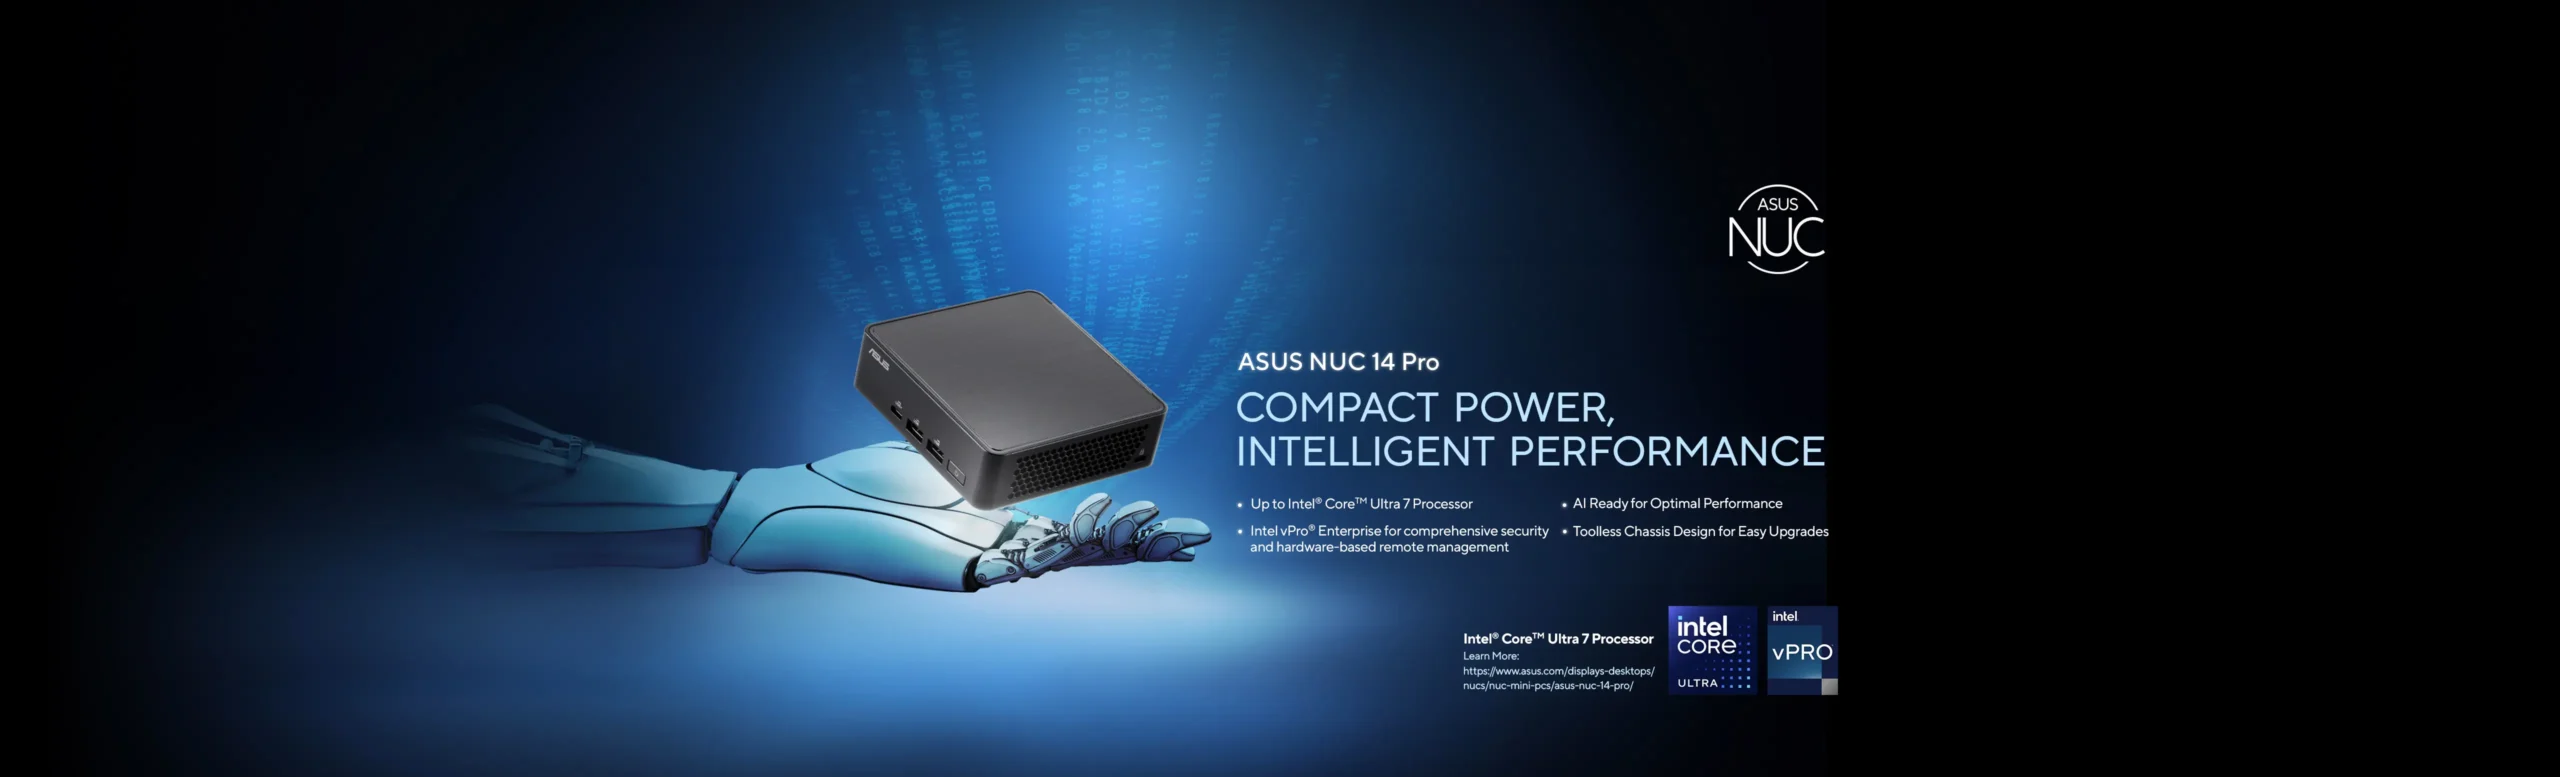 ASUS
NUC
ASUS
ASUS NUC 14 Pro
COMPACT POWER,
INTELLIGENT PERFORMANCE
• Up to Intel® Core™ Ultra 7 Processor
• Intel vPro® Enterprise for comprehensive security
and hardware-based remote management
• AI Ready for Optimal Performance
• Toolless Chassis Design for Easy Upgrades
Intel® Core™ Ultra 7 Processor
Learn More:
https://www.asus.com/displays-desktops/
nucs/nuc-mini-pcs/asus-nuc-14-pro/
intel
CORE
ULTRA
intel
vPRO